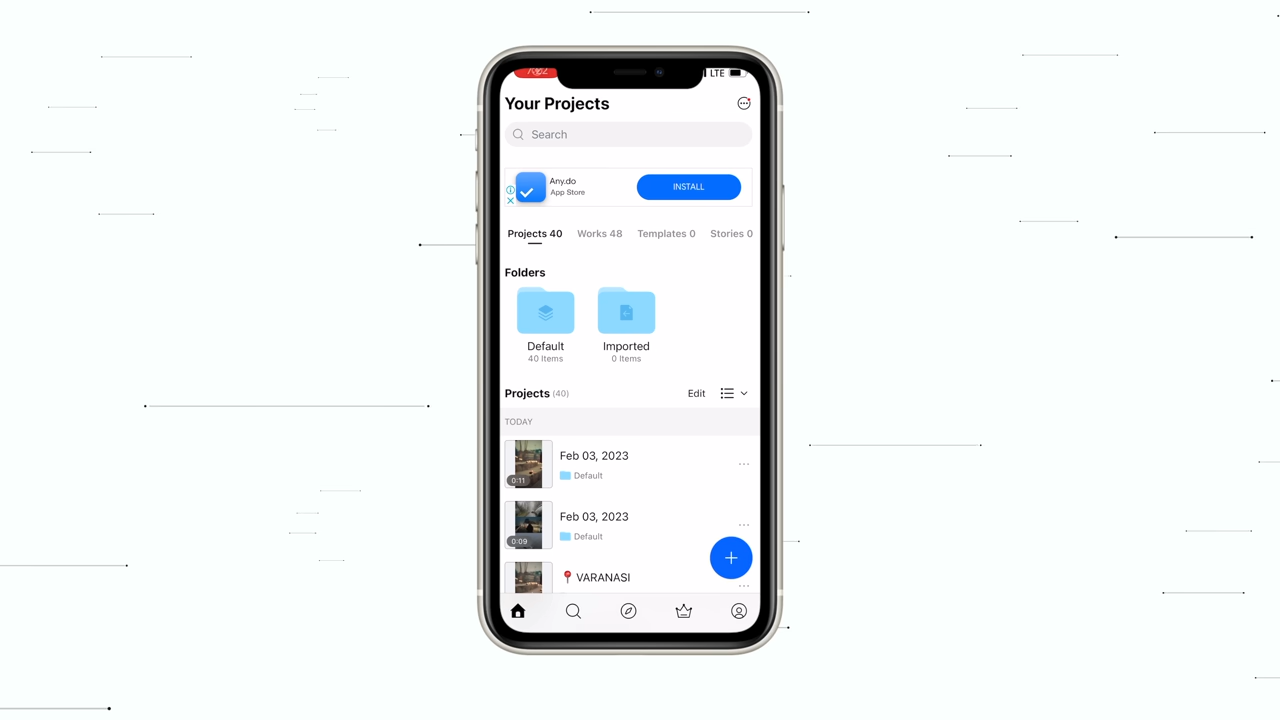 LTE
Your Projects
Search
Any.do
App Store
INSTALL
Projects 40 Works 48 Templates 0 Stories 0
Folders
Default
40 Items
Imported
0 Items
Projects (40) Edit
TODAY
Feb 03, 2023
Default
0:11
Feb 03, 2023
Default
0:09
📍 VARANASI